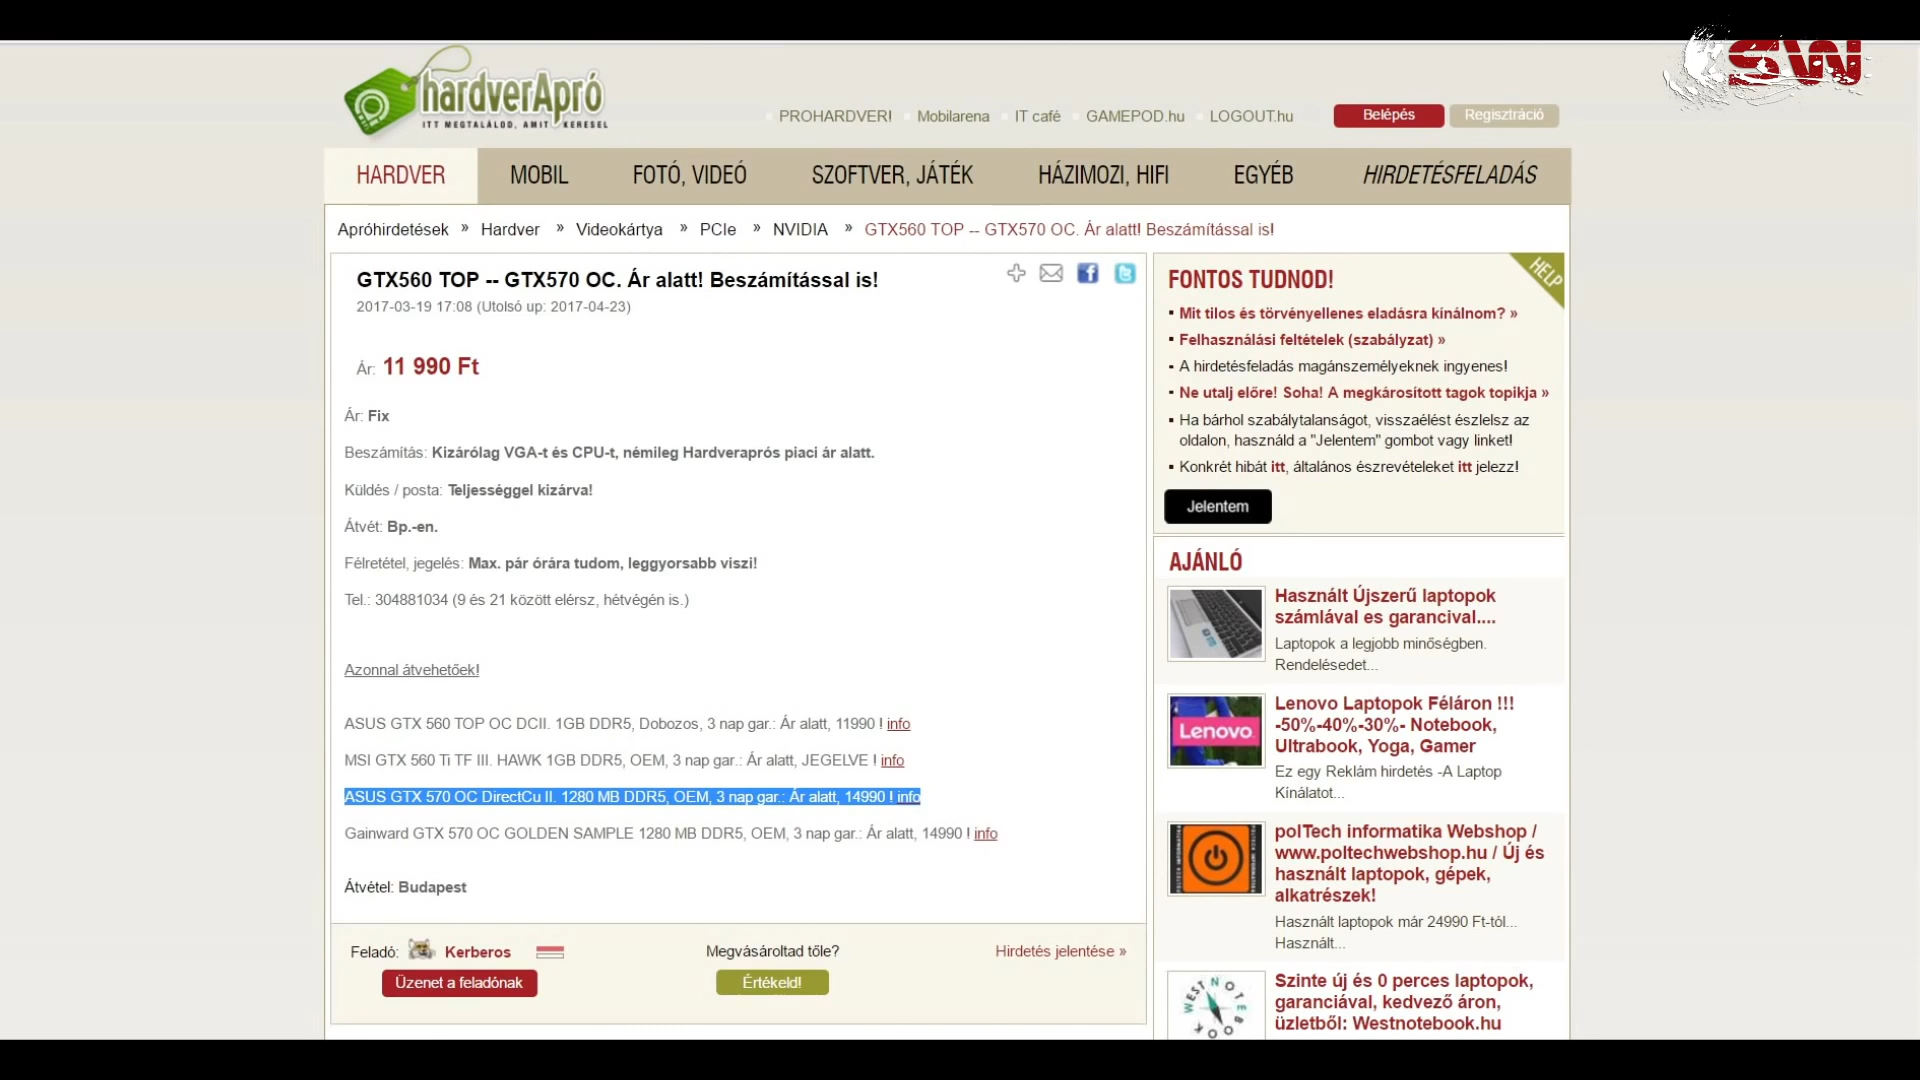 SW
hardverApró
ITT MEGTALÁLOD, AMIT KERESEL
PROHARDVER! Mobilarena IT café GAMEPOD.hu LOGOUT.hu
Belépés Regisztráció
HARDVER MOBIL FOTÓ, VIDEÓ SZOFTVER, JÁTÉK HÁZIMOZI, HIFI EGYÉB HIRDETÉSFELADÁS
Apróhirdetések » Hardver » Videokártya » PCIe » NVIDIA » GTX560 TOP -- GTX570 OC. Ár alatt! Beszámítással is!
GTX560 TOP -- GTX570 OC. Ár alatt! Beszámítással is!
2017-03-19 17:08 (Utolsó up: 2017-04-23)
Ár: 11 990 Ft
Ár: Fix
Beszámítás: Kizárólag VGA-t és CPU-t, némileg Hardveraprós piaci ár alatt.
Küldés / posta: Teljességgel kizárva!
Átvét: Bp.-en.
Félretétel, jegelés: Max. pár órára tudom, leggyorsabb viszi!
Tel.: 304881034 (9 és 21 között elérsz, hétvégén is.)
Azonnal átvehetőek!
ASUS GTX 560 TOP OC DCII. 1GB DDR5, Dobozos, 3 nap gar.: Ár alatt, 11990 ! info
MSI GTX 560 Ti TF III. HAWK 1GB DDR5, OEM, 3 nap gar.: Ár alatt, JEGELVE ! info
ASUS GTX 570 OC DirectCu II. 1280 MB DDR5, OEM, 3 nap gar.: Ár alatt, 14990 ! info
Gainward GTX 570 OC GOLDEN SAMPLE 1280 MB DDR5, OEM, 3 nap gar.: Ár alatt, 14990 ! info
Átvétel: Budapest
Feladó: Kerberos
Üzenet a feladónak
Megvásároltad tőle?
Értékeld!
Hirdetés jelentése »
FONTOS TUDNOD!
HELP
Mit tilos és törvényellenes eladásra kínálnom? »
Felhasználási feltételek (szabályzat) »
A hirdetésfeladás magánszemélyeknek ingyenes!
Ne utalj előre! Soha! A megkárosított tagok topikja »
Ha bárhol szabálytalanságot, visszaélést észlelsz az
oldalon, használd a "Jelentem" gombot vagy linket!
Konkrét hibát itt, általános észrevételeket itt jelezz!
Jelentem
AJÁNLÓ
Használt Újszerű laptopok
számlával es garancival....
Laptopok a legjobb minőségben.
Rendelésedet...
Lenovo
Lenovo Laptopok Féláron !!!
-50%-40%-30%- Notebook,
Ultrabook, Yoga, Gamer
Ez egy Reklám hirdetés -A Laptop
Kínálatot...
polTech informatika Webshop /
www.poltechwebshop.hu / Új és
használt laptopok, gépek,
alkatrészek!
Használt laptopok már 24990 Ft-tól...
Használt...
WESTNOTEBOOK
Szinte új és 0 perces laptopok,
garanciával, kedvező áron,
üzletből: Westnotebook.hu